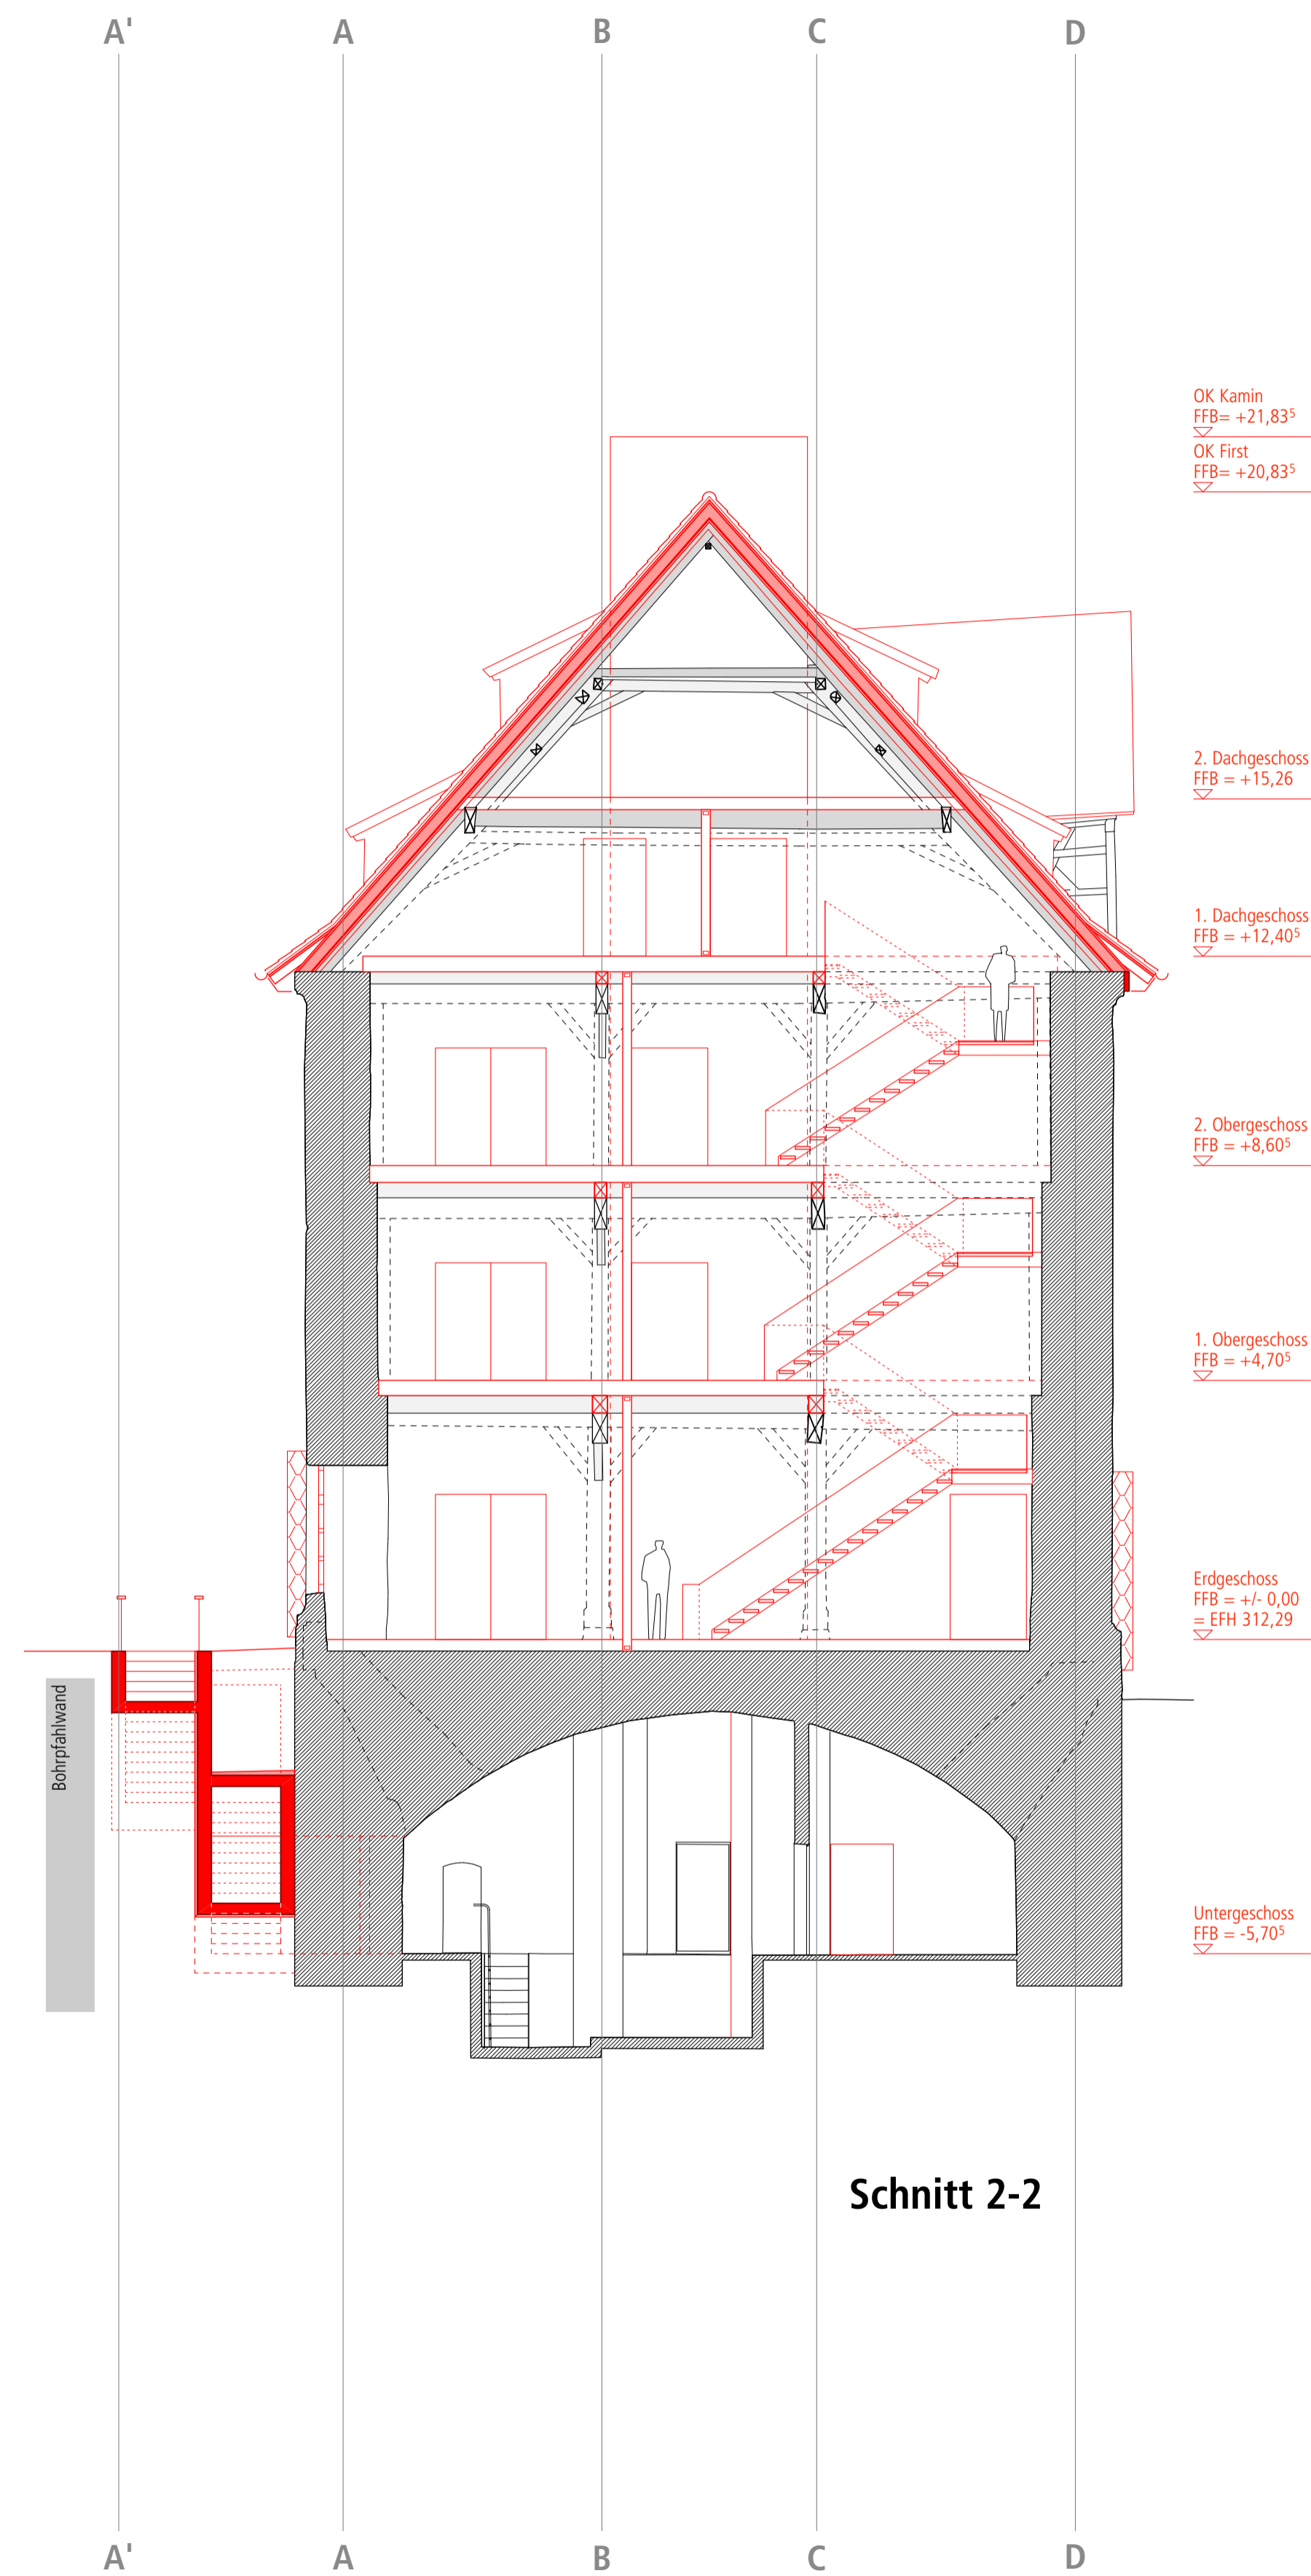 A' A B C D
OK Kamin
FFB= +21,83⁵
OK First
FFB= +20,83⁵
2. Dachgeschoss
FFB = +15,26
1. Dachgeschoss
FFB = +12,40⁵
2. Obergeschoss
FFB = +8,60⁵
1. Obergeschoss
FFB = +4,70⁵
Erdgeschoss
FFB = +/- 0,00
= EFH 312,29
Bohrpfahlwand
Untergeschoss
FFB = -5,70⁵
Schnitt 2-2
A' A B C D